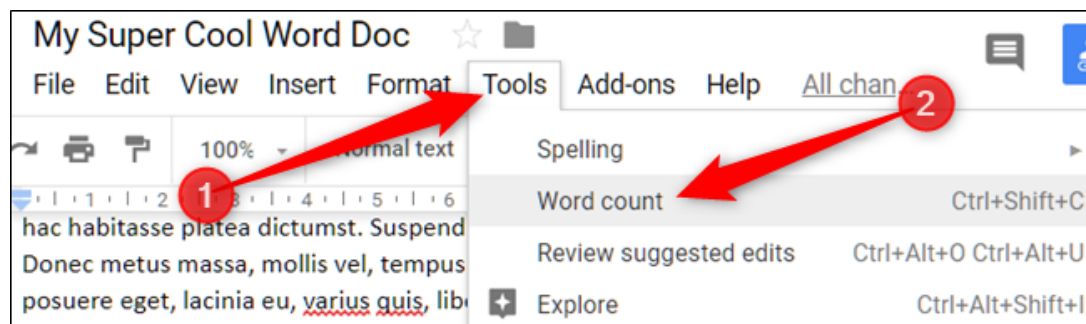 My Super Cool Word Doc
File Edit View Insert Format Tools Add-ons Help All chan
2
100% Normal text
Spelling
1
1 2 3 4 5 6
Word count Ctrl+Shift+C
hac habitasse platea dictumst. Suspend
Review suggested edits Ctrl+Alt+O Ctrl+Alt+U
Donec metus massa, mollis vel, tempus
posuere eget, lacinia eu, varius quis, lib
Explore Ctrl+Alt+Shift+I